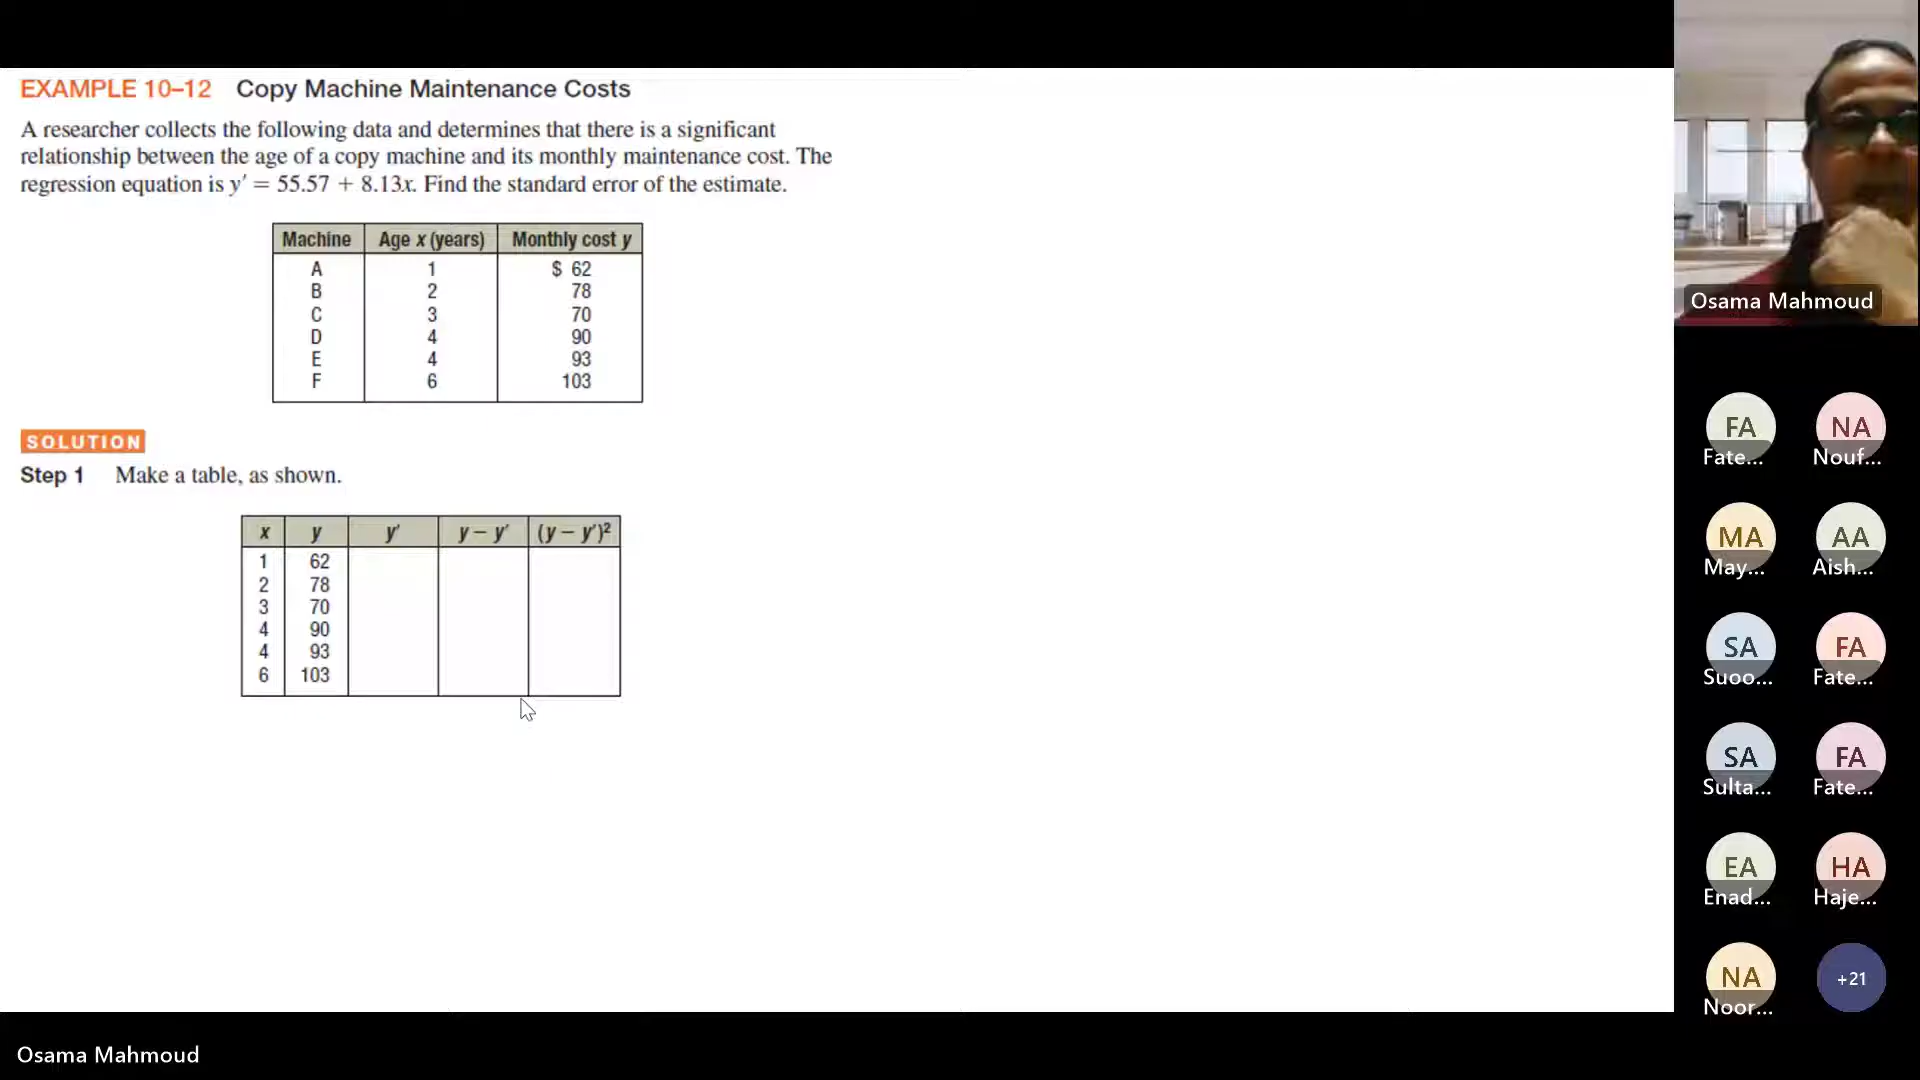 EXAMPLE 10–12 Copy Machine Maintenance Costs
A researcher collects the following data and determines that there is a significant
relationship between the age of a copy machine and its monthly maintenance cost. The
regression equation is y′ = 55.57 + 8.13x. Find the standard error of the estimate.
Machine Age x (years) Monthly cost y
A 1 $ 62
B 2 78
C 3 70
D 4 90
E 4 93
F 6 103
SOLUTION
Step 1 Make a table, as shown.
x y y′ y – y′ (y – y′)²
1 62
2 78
3 70
4 90
4 93
6 103
Osama Mahmoud
FA NA
Fate... Nouf...
MA AA
May... Aish...
SA FA
Suoo... Fate...
SA FA
Sulta... Fate...
EA HA
Enad... Haje...
NA +21
Noor...
Osama Mahmoud